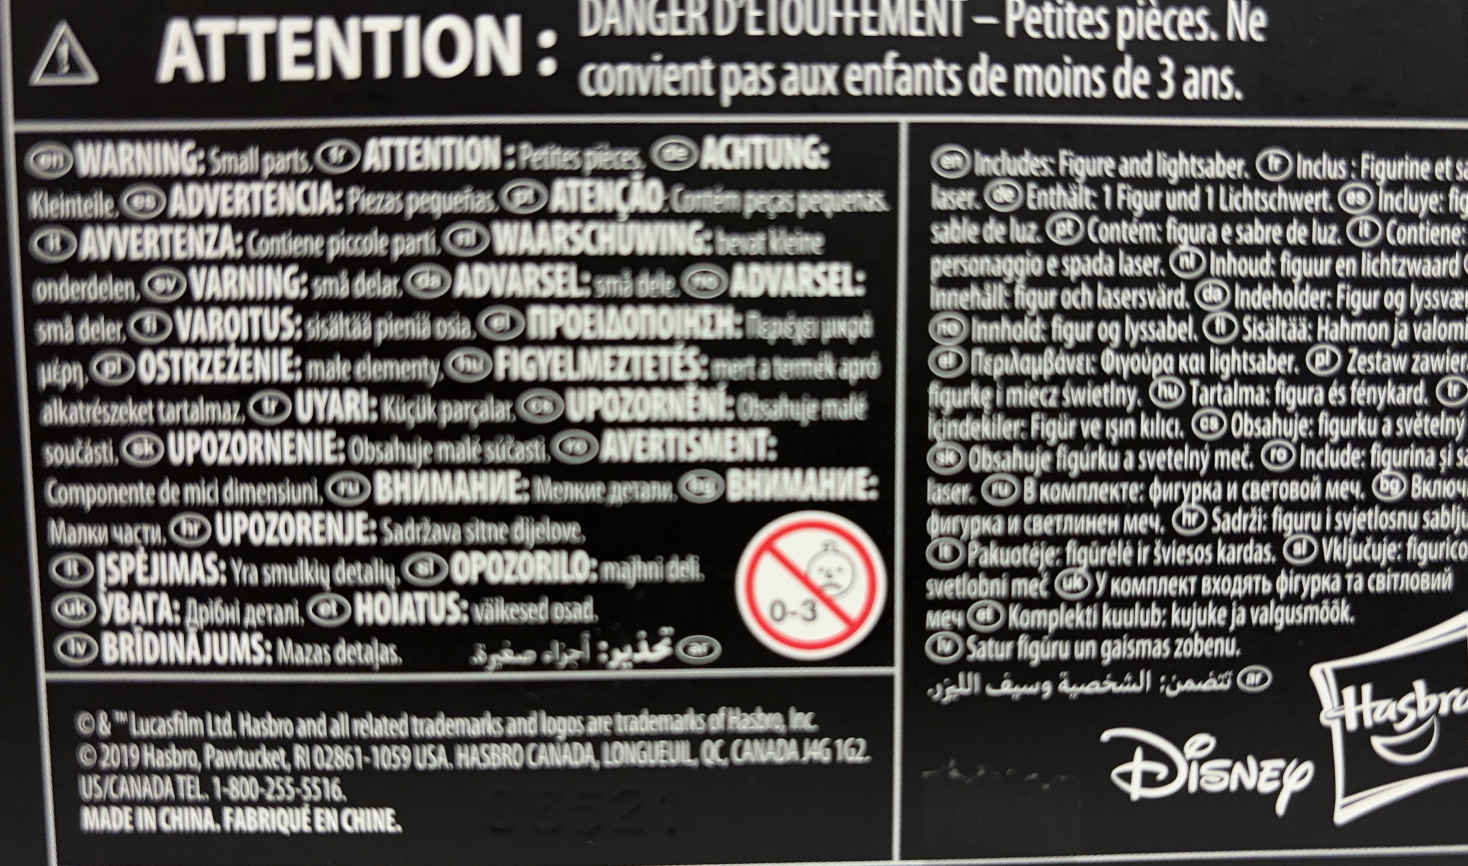 ATTENTION : DANGER D'ÉTOUFFEMENT – Petites pièces. Ne
convient pas aux enfants de moins de 3 ans.
en WARNING: Small parts. fr ATTENTION : Petites pièces. de ACHTUNG:
Kleinteile. es ADVERTENCIA: Piezas pequeñas. pt ATENÇÃO: Contém peças pequenas.
it AVVERTENZA: Contiene piccole parti. nl WAARSCHUWING: bevat kleine
onderdelen. sv VARNING: små delar. da ADVARSEL: små dele. no ADVARSEL:
små deler. fi VAROITUS: sisältää pieniä osia. el ΠΡΟΕΙΔΟΠΟΙΗΣΗ: Περιέχει μικρά
μέρη. pl OSTRZEŻENIE: małe elementy. hu FIGYELMEZTETÉS: mert a termék apró
alkatrészeket tartalmaz. tr UYARI: Küçük parçalar. cs UPOZORNĚNÍ: Obsahuje malé
součásti. sk UPOZORNENIE: Obsahuje malé súčasti. ro AVERTISMENT:
Componente de mici dimensiuni. ru ВНИМАНИЕ: Мелкие детали. bg ВНИМАНИЕ:
Малки части. hr UPOZORENJE: Sadržava sitne dijelove.
lt ĮSPĖJIMAS: Yra smulkių detalių. sl OPOZORILO: majhni deli.
uk УВАГА: Дрібні деталі. et HOIATUS: väikesed osad.
lv BRĪDINĀJUMS: Mazas detaļas. ar تحذير: أجزاء صغيرة.
0-3
© & ™ Lucasfilm Ltd. Hasbro and all related trademarks and logos are trademarks of Hasbro, Inc.
© 2019 Hasbro, Pawtucket, RI 02861-1059 USA. HASBRO CANADA, LONGUEUIL, QC, CANADA J4G 1G2.
US/CANADA TEL. 1-800-255-5516.
MADE IN CHINA. FABRIQUÉ EN CHINE.
en Includes: Figure and lightsaber. fr Inclus : Figurine et
laser. de Enthält: 1 Figur und 1 Lichtschwert. es Incluye:
sable de luz. pt Contém: figura e sabre de luz. it Contiene:
personaggio e spada laser. nl Inhoud: figuur en lichtzwaard
Innehåll: figur och lasersvärd. da Indeholder: Figur og
no Innhold: figur og lyssabel. fi Sisältää: Hahmon ja
el Περιλαμβάνει: Φιγούρα και lightsaber. pl Zestaw
figurkę i miecz świetlny. hu Tartalma: figura és fénykard. tr
İçindekiler: Figür ve ışın kılıcı. cs Obsahuje: figurku a světelný
sk Obsahuje figúrku a svetelný meč. ro Include: figurina și
laser. ru В комплекте: фигурка и световой меч. bg
фигурка и светлинен меч. hr Sadrži: figuru i svjetlosnu
lt Pakuotėje: figūrėlė ir šviesos kardas. sl Vključuje:
svetlobni meč uk У комплект входять фігурка та світловий
меч et Komplekti kuulub: kujuke ja valgusmõõk.
lv Satur figūru un gaismas zobenu.
ar تتضمن: الشخصية وسيف الليزر.
Disney
Hasbro